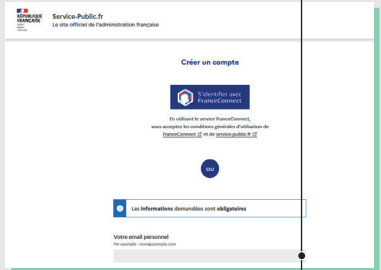 RÉPUBLIQUE
FRANÇAISE
Service-Public.fr
Le site officiel de l'administration française
Créer un compte
S'identifier avec
FranceConnect
En utilisant le service FranceConnect,
vous acceptez les conditions générales d'utilisation de
FranceConnect et de service-public.fr
OU
Les informations demandées sont obligatoires
Votre email personnel
Par exemple : nom@example.com